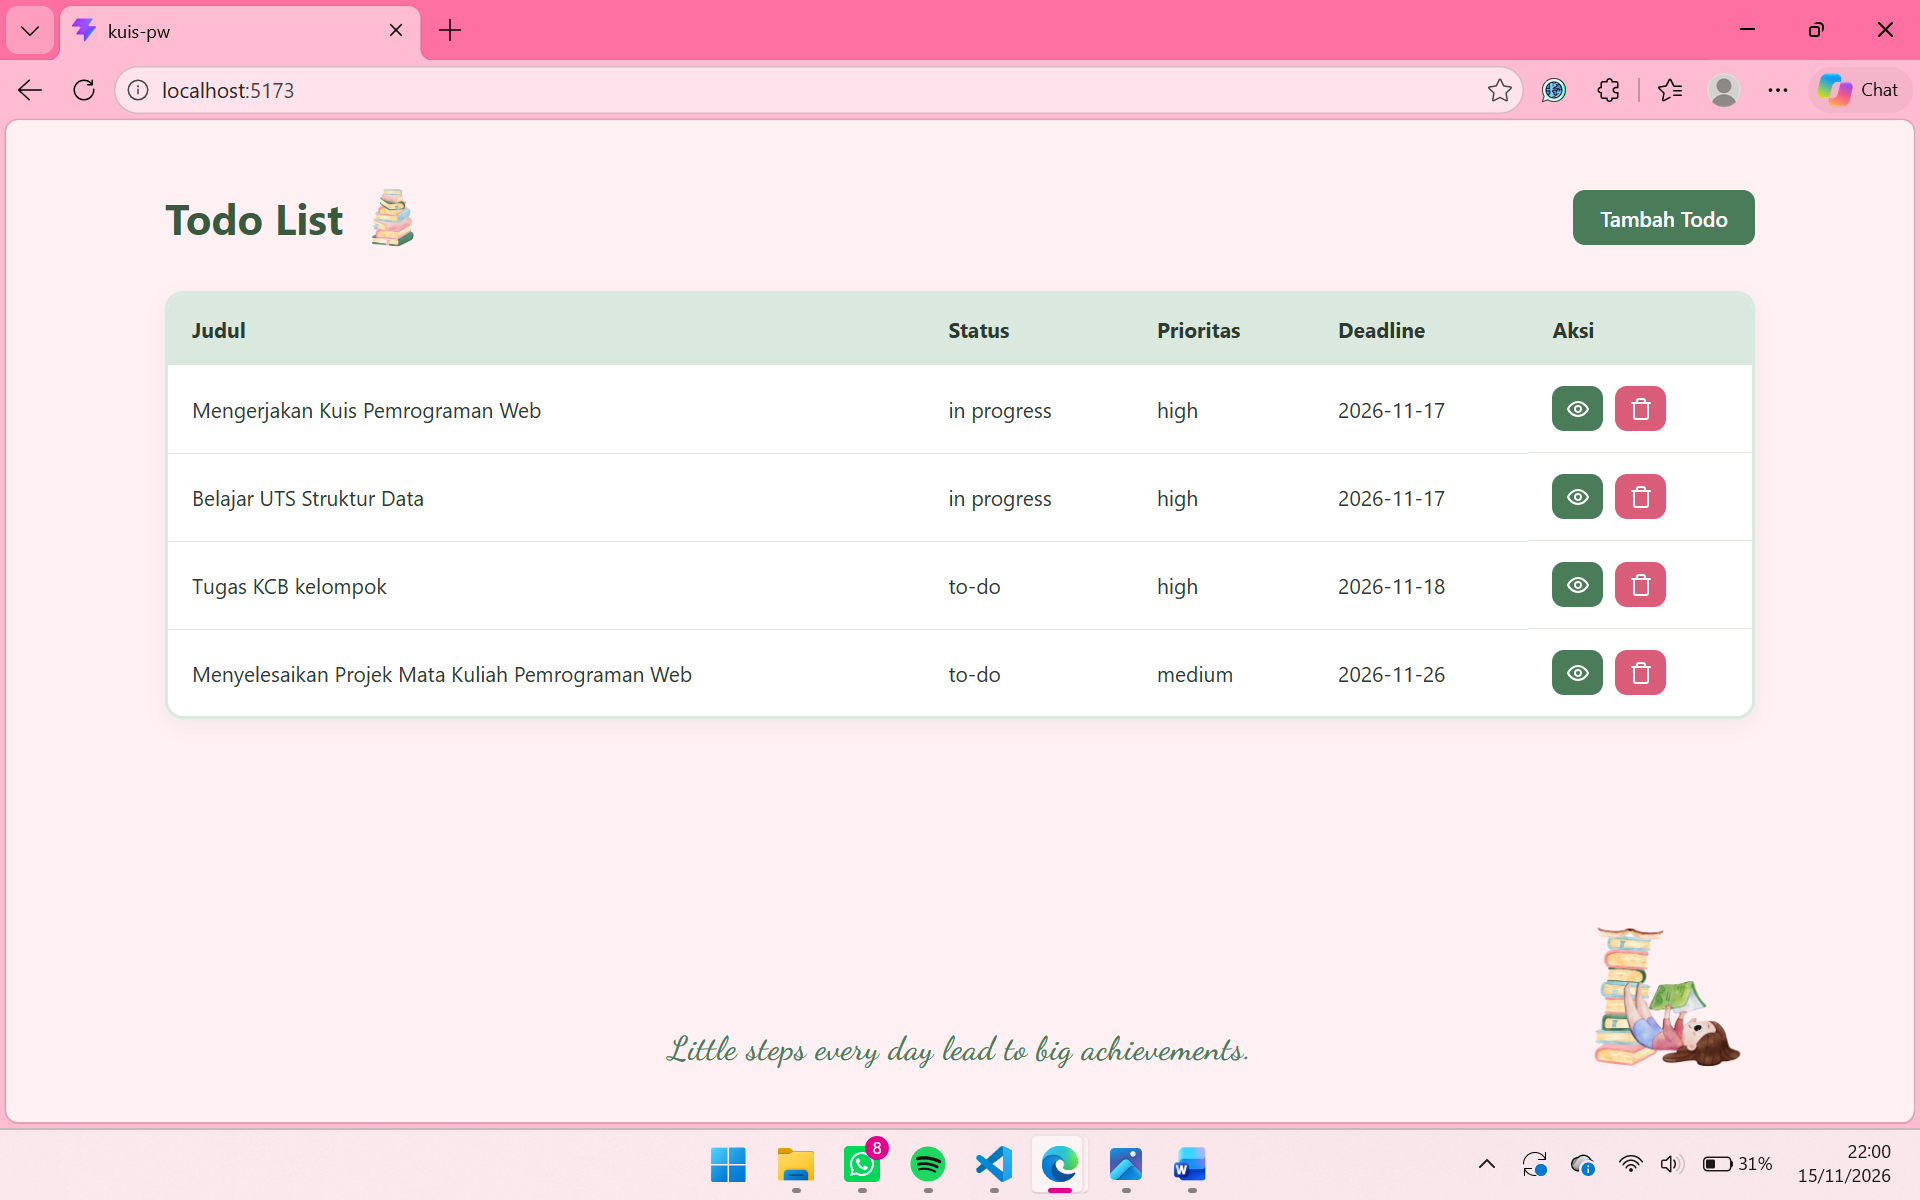 kuis-pw
localhost:5173
Chat
Todo List
Tambah Todo
Judul Status Prioritas Deadline Aksi
Mengerjakan Kuis Pemrograman Web in progress high 2026-11-17
Belajar UTS Struktur Data in progress high 2026-11-17
Tugas KCB kelompok to-do high 2026-11-18
Menyelesaikan Projek Mata Kuliah Pemrograman Web to-do medium 2026-11-26
Little steps every day lead to big achievements.
8
W
31%
22:00
15/11/2026